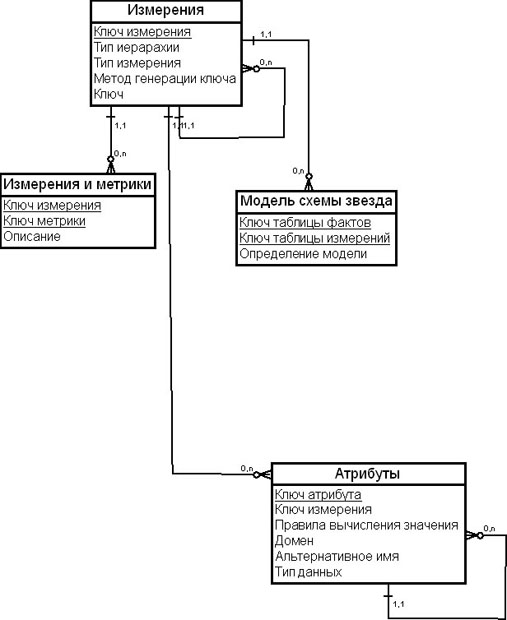 Измерения
Ключ измерения
Тип иерарахии
Тип измерения
Метод генерации ключа
Ключ
1,1
0,n
1,1
1,1
1,1
0,n
0,n
Измерения и метрики
Ключ измерения
Ключ метрики
Описание
Модель схемы звезда
Ключ таблицы фактов
Ключ таблицы измерений
Определение модели
0,n
Атрибуты
Ключ атрибута
Ключ измерения
Правила вычисления значения
Домен
Альтернативное имя
Тип данных
0,n
1,1